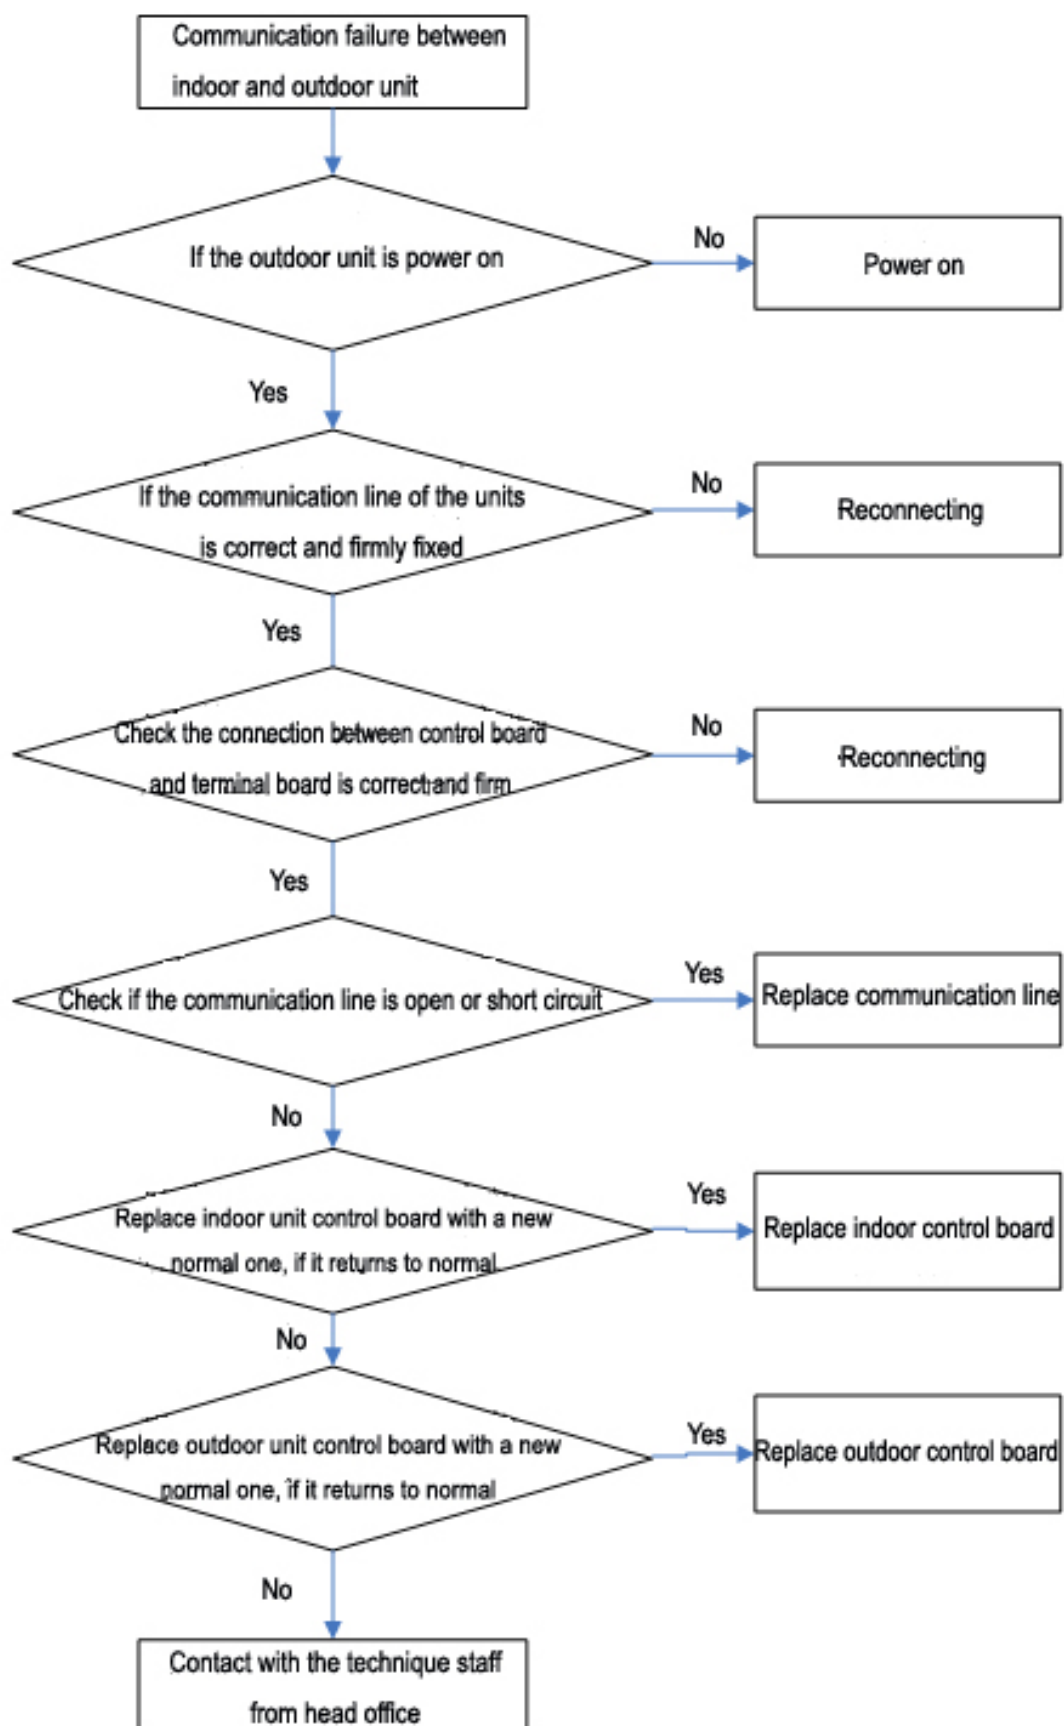 Communication failure between
indoor and outdoor unit
If the outdoor unit is power on
No
Power on
Yes
If the communication line of the units
is correct and firmly fixed
No
Reconnecting
Yes
Check the connection between control board
and terminal board is correct and firm
No
Reconnecting
Yes
Check if the communication line is open or short circuit
Yes
Replace communication line
No
Replace indoor unit control board with a new
normal one, if it returns to normal
Yes
Replace indoor control board
No
Replace outdoor unit control board with a new
normal one, if it returns to normal
Yes
Replace outdoor control board
No
Contact with the technique staff
from head office